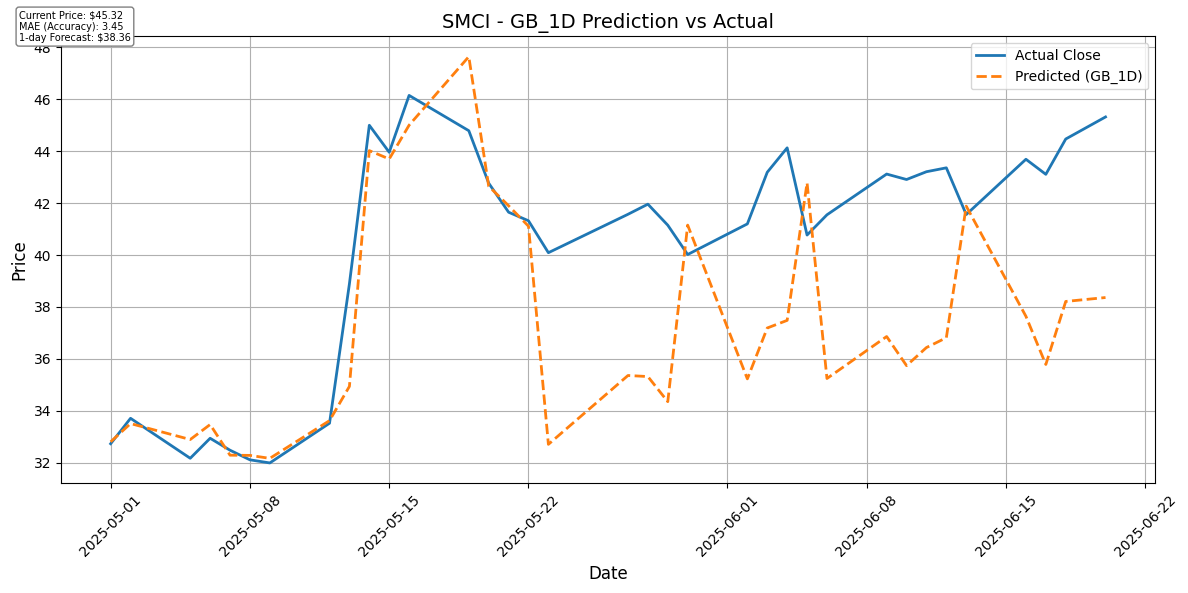 Current Price: $45.32
MAE (Accuracy): 3.45
1-day Forecast: $38.36
SMCI - GB_1D Prediction vs Actual
Actual Close
Predicted (GB_1D)
48
46
44
42
40
38
36
34
32
Price
2025-05-01
2025-05-08
2025-05-15
2025-05-22
2025-06-01
2025-06-08
2025-06-15
2025-06-22
Date